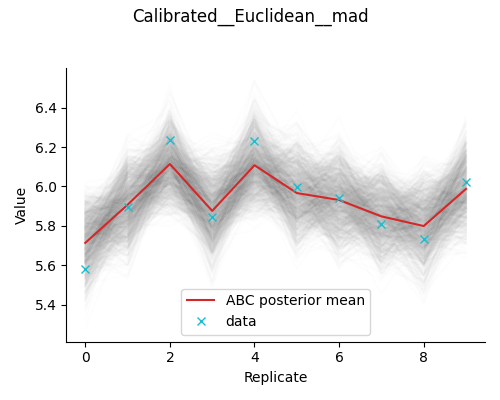 Calibrated__Euclidean__mad
6.4
6.2
6.0
5.8
5.6
5.4
Value
ABC posterior mean
data
0 2 4 6 8
Replicate